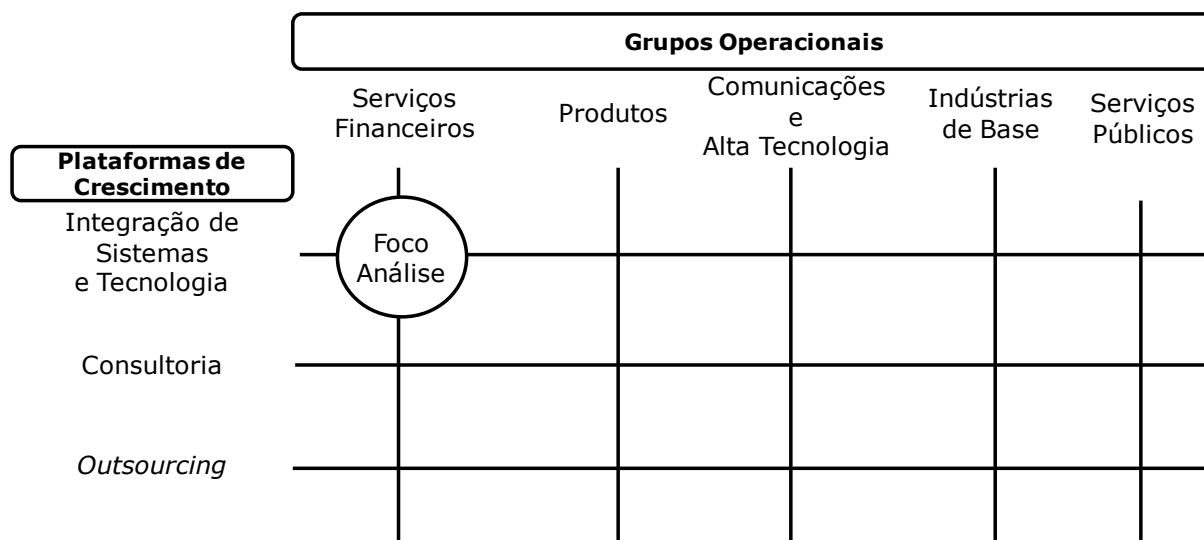 Grupos Operacionais
Serviços
Financeiros
Produtos
Comunicações
e
Alta Tecnologia
Indústrias
de Base
Serviços
Públicos
Plataformas de
Crescimento
Integração de
Sistemas
e Tecnologia
Foco
Análise
Consultoria
Outsourcing